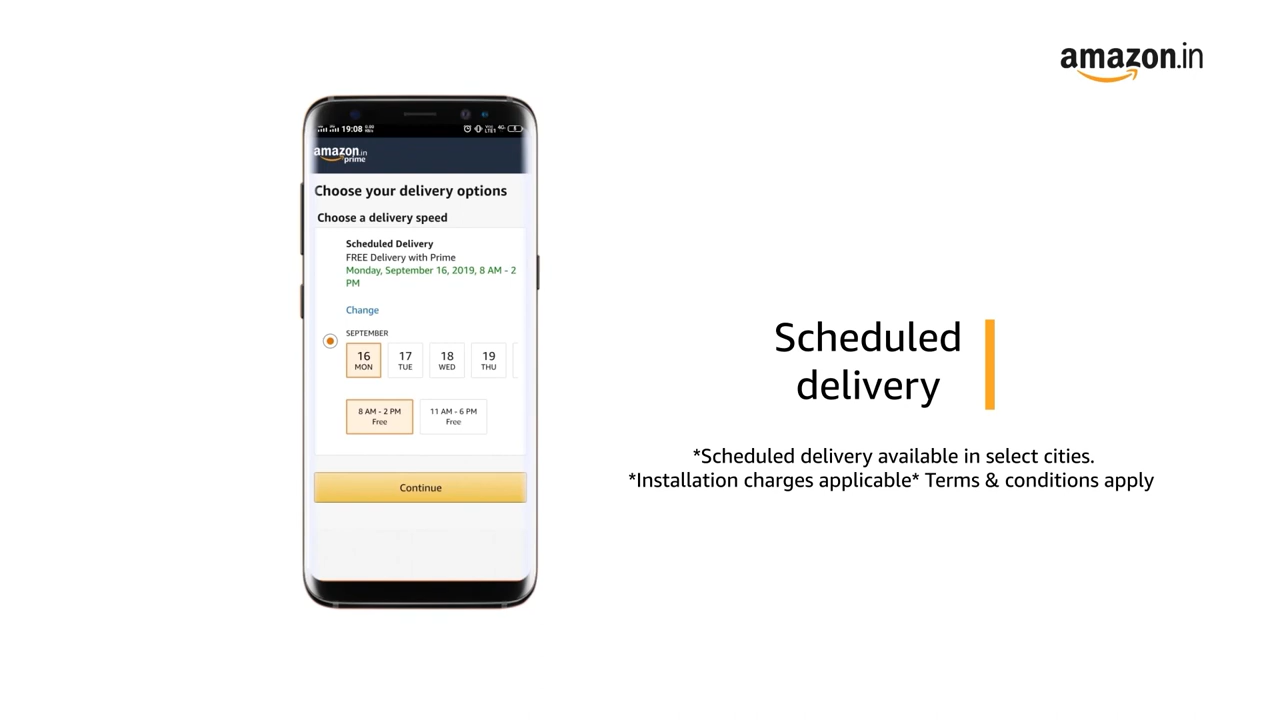 amazon.in
19:08
amazon.in
prime
Choose your delivery options
Choose a delivery speed
Scheduled Delivery
FREE Delivery with Prime
Monday, September 16, 2019, 8 AM - 2
PM
Change
SEPTEMBER
16 17 18 19
MON TUE WED THU
8 AM - 2 PM 11 AM - 6 PM
Free Free
Continue
Scheduled
delivery
*Scheduled delivery available in select cities.
*Installation charges applicable* Terms & conditions apply